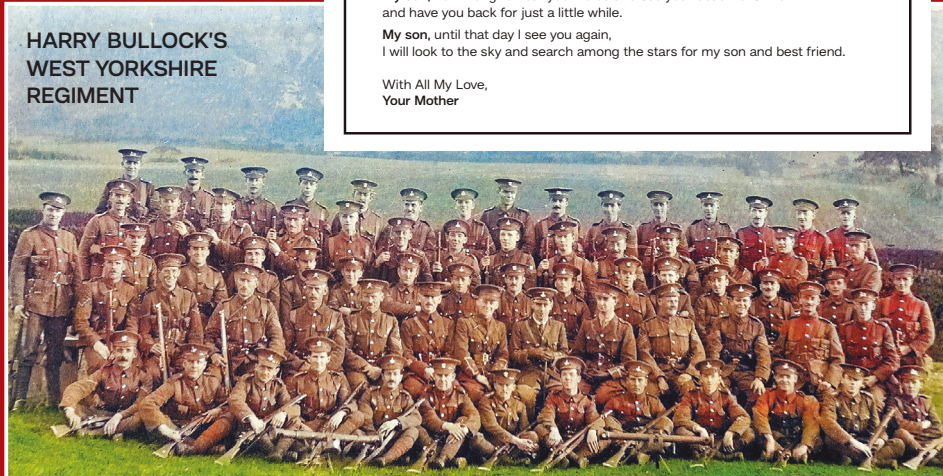 HARRY BULLOCK'S
WEST YORKSHIRE
REGIMENT
and have you back for just a little while.
My son, until that day I see you again,
I will look to the sky and search among the stars for my son and best friend.
With All My Love,
Your Mother